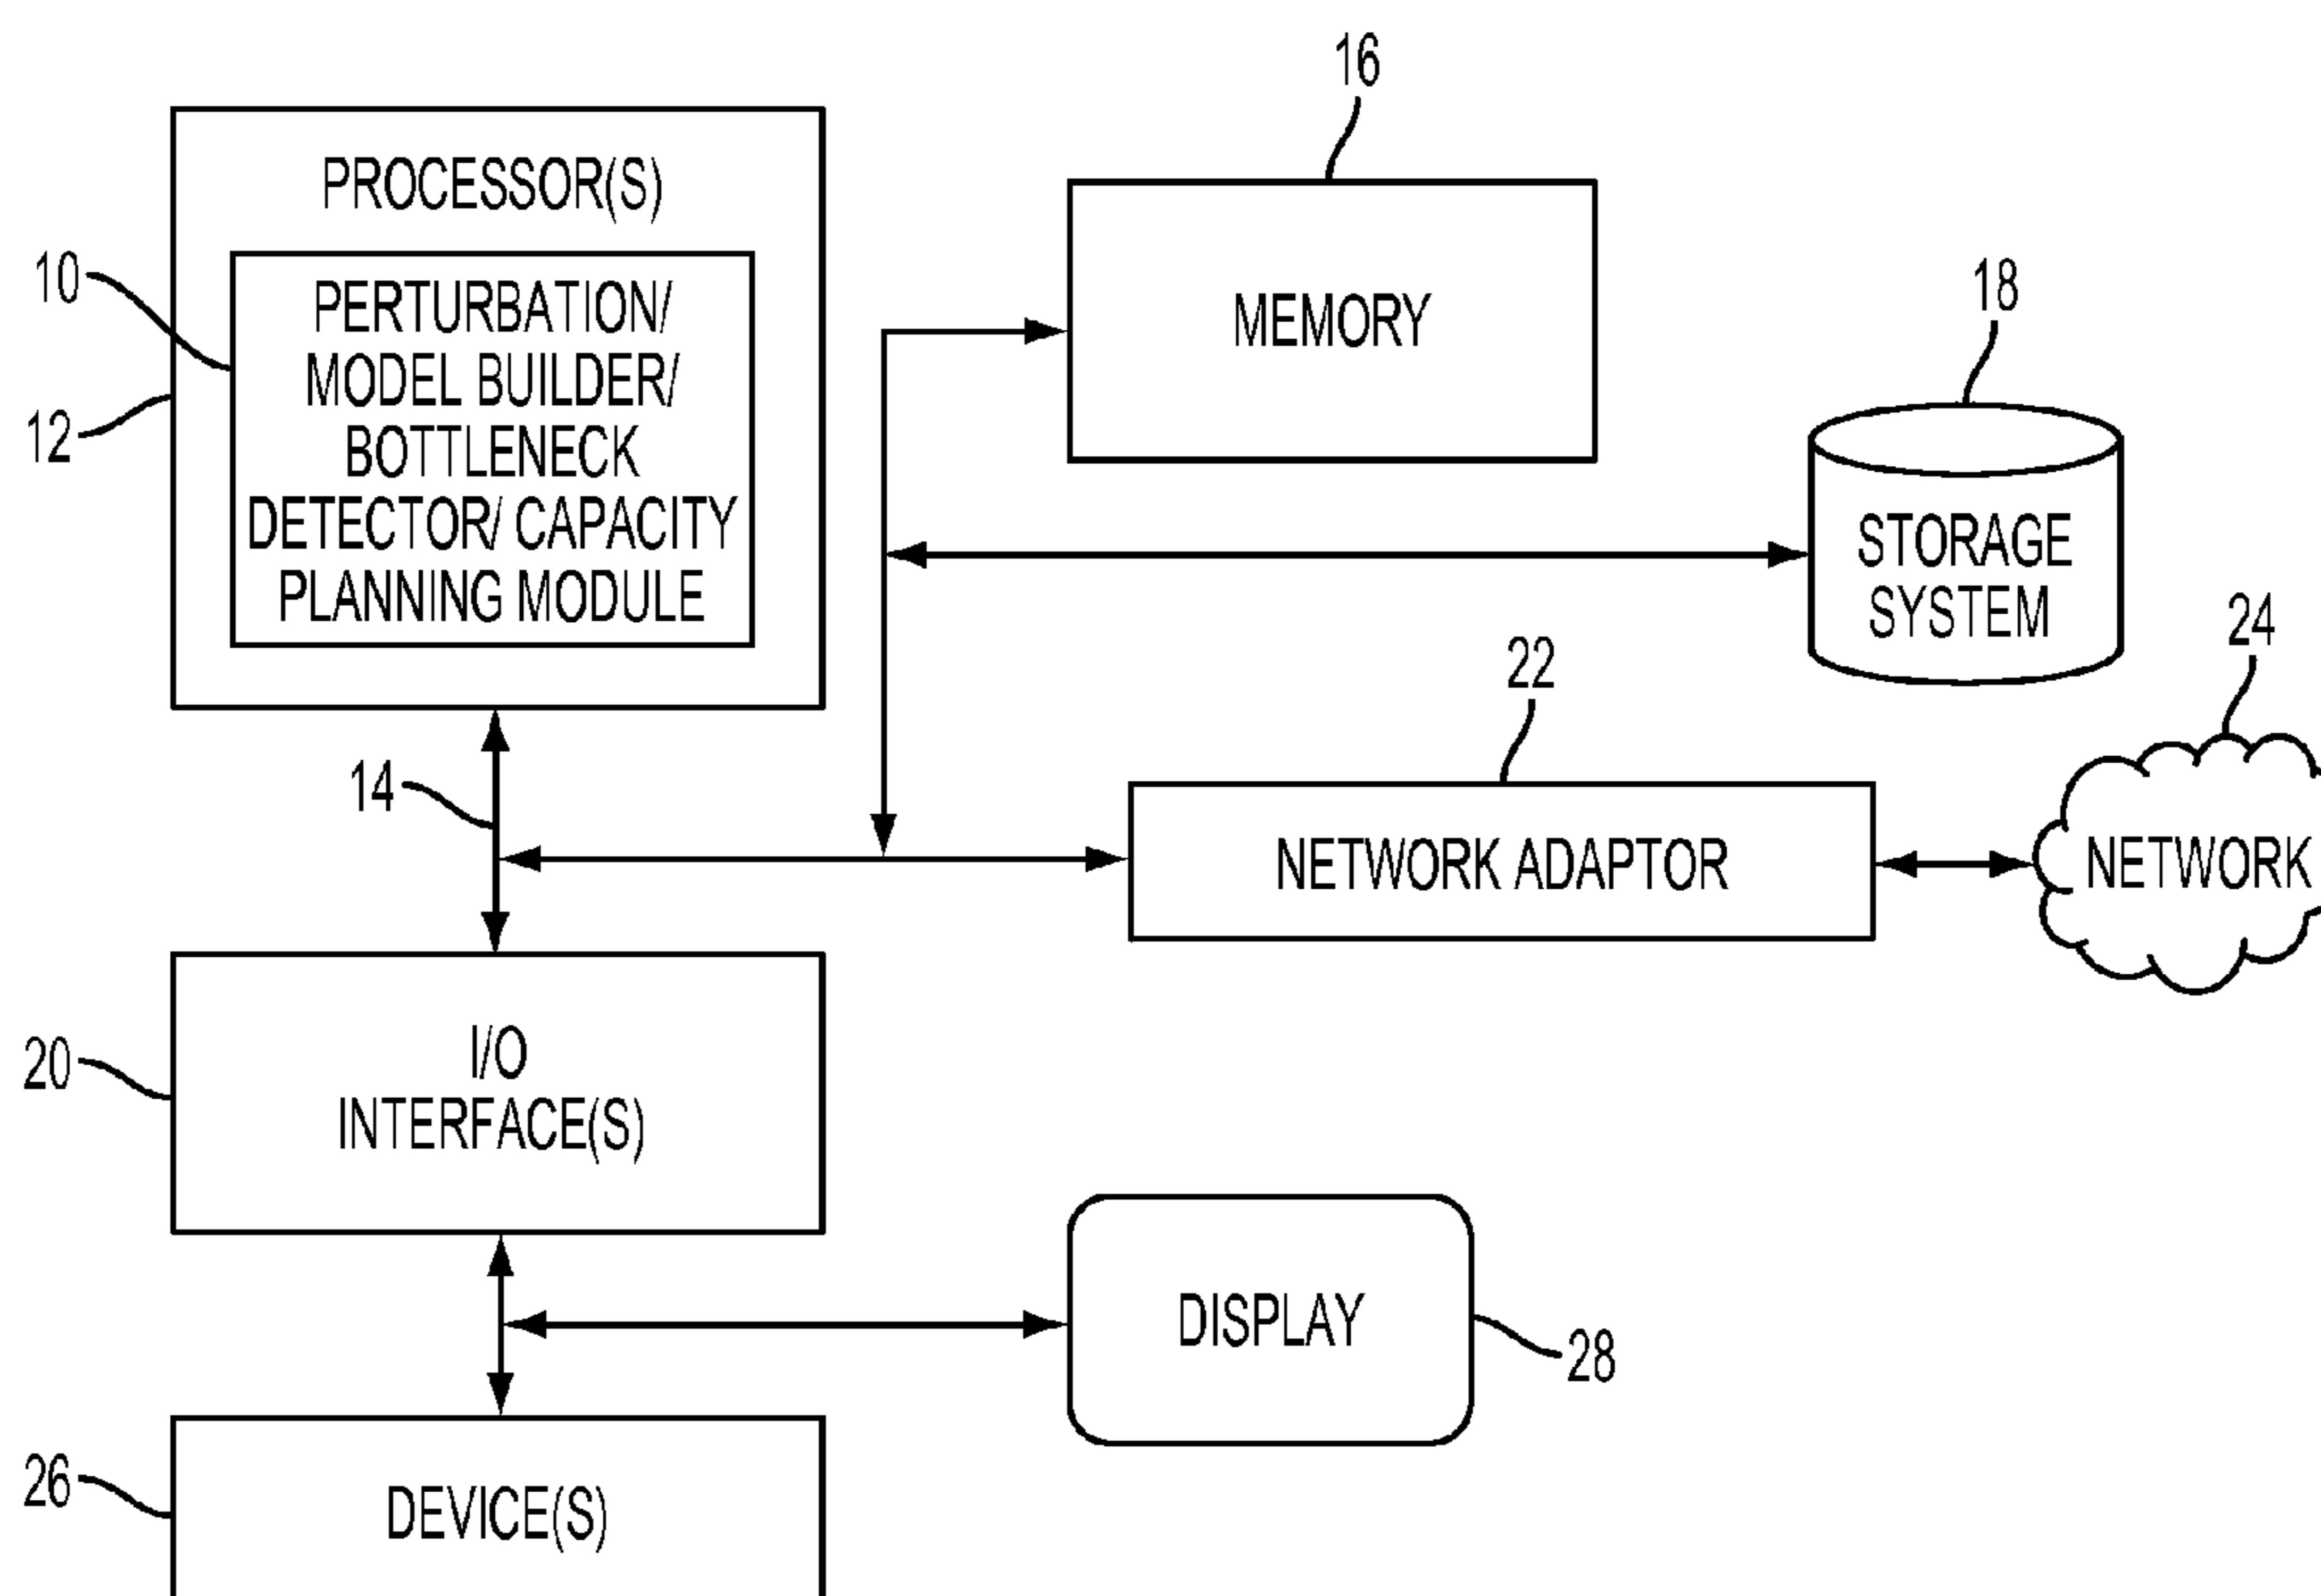 16
PROCESSOR(S)
10
PERTURBATION/
MODEL BUILDER/
BOTTLENECK
DETECTOR/ CAPACITY
PLANNING MODULE
12
MEMORY
18
STORAGE
SYSTEM
14
22
24
NETWORK ADAPTOR
NETWORK
20
I/O
INTERFACE(S)
DISPLAY
28
26
DEVICE(S)